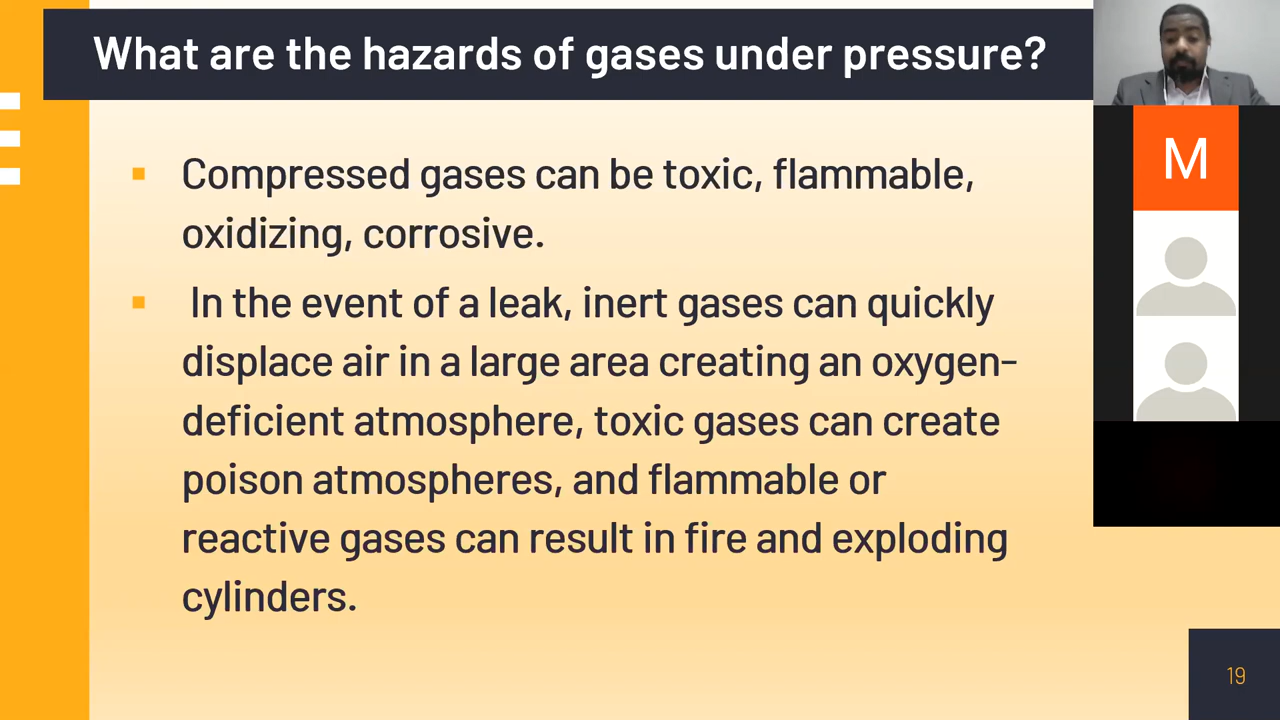 What are the hazards of gases under pressure?
M
Compressed gases can be toxic, flammable,
oxidizing, corrosive.
In the event of a leak, inert gases can quickly
displace air in a large area creating an oxygen-
deficient atmosphere, toxic gases can create
poison atmospheres, and flammable or
reactive gases can result in fire and exploding
cylinders.
19